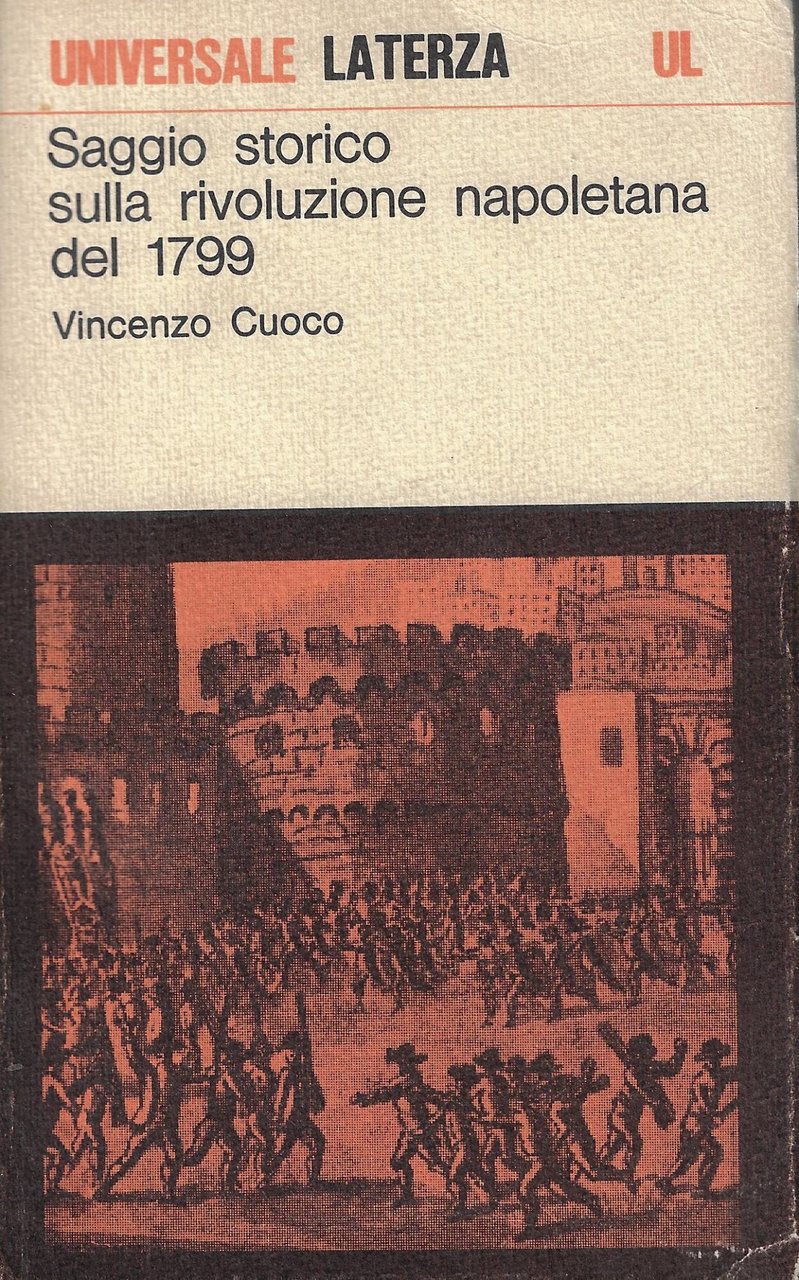 UNIVERSALE LATERZA UL
Saggio storico
sulla rivoluzione napoletana
del 1799
Vincenzo Cuoco